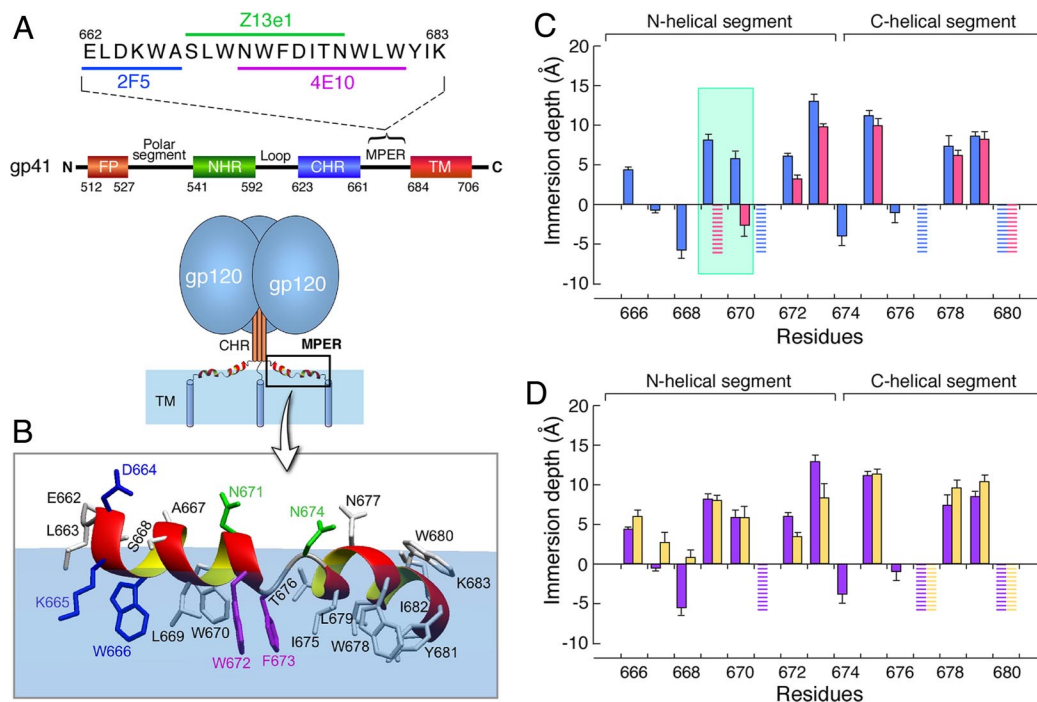 A
Z13e1
662
683
ELDKWASLWNWFDITNWLWYIK
2F5
4E10
Polar
segment
Loop
MPER
gp41
N
FP
NHR
CHR
TM
C
512
527
541
592
623
661
684
706
gp120
gp120
CHR
MPER
TM
B
D664
E662
A667
N671
N677
L663
S668
N674
W680
K683
T676
K665
I682
L669
W670
L679
W666
I675
W678
Y681
W672
F673
C
N-helical segment
C-helical segment
Immersion depth (Å)
20
15
10
5
0
-5
-10
666
668
670
672
674
676
678
680
Residues
D
N-helical segment
C-helical segment
Immersion depth (Å)
20
15
10
5
0
-5
-10
666
668
670
672
674
676
678
680
Residues